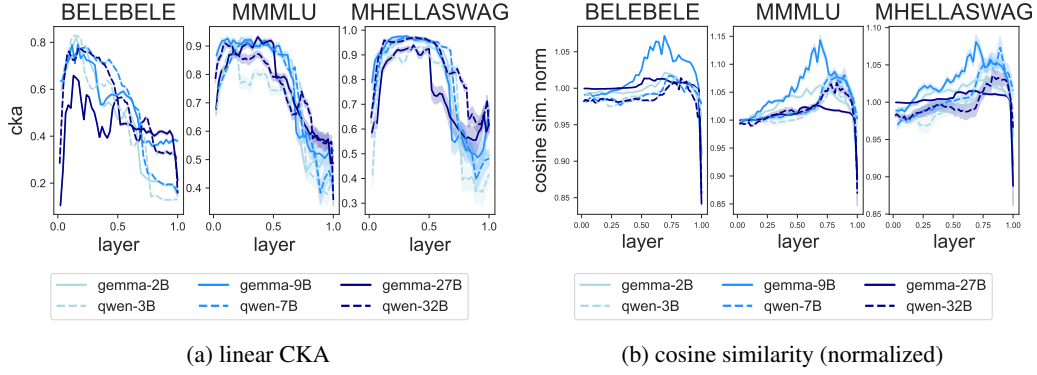 BELEBELE MMMLU MHELLASWAG
cka
0.8
0.6
0.4
0.2
0.9
0.8
0.7
0.6
0.5
0.4
1.0
0.9
0.8
0.7
0.6
0.5
0.4
0.3
0.0 0.5 1.0
0.0 0.5 1.0
0.0 0.5 1.0
layer layer layer
gemma-2B gemma-9B gemma-27B
qwen-3B qwen-7B qwen-32B
(a) linear CKA
BELEBELE MMMLU MHELLASWAG
cosine sim. norm
1.05
1.00
0.95
0.90
0.85
1.15
1.10
1.05
1.00
0.95
0.90
0.85
1.10
1.05
1.00
0.95
0.90
0.85
0.00 0.25 0.50 0.75 1.00
0.00 0.25 0.50 0.75 1.00
0.00 0.25 0.50 0.75 1.00
layer layer layer
gemma-2B gemma-9B gemma-27B
qwen-3B qwen-7B qwen-32B
(b) cosine similarity (normalized)